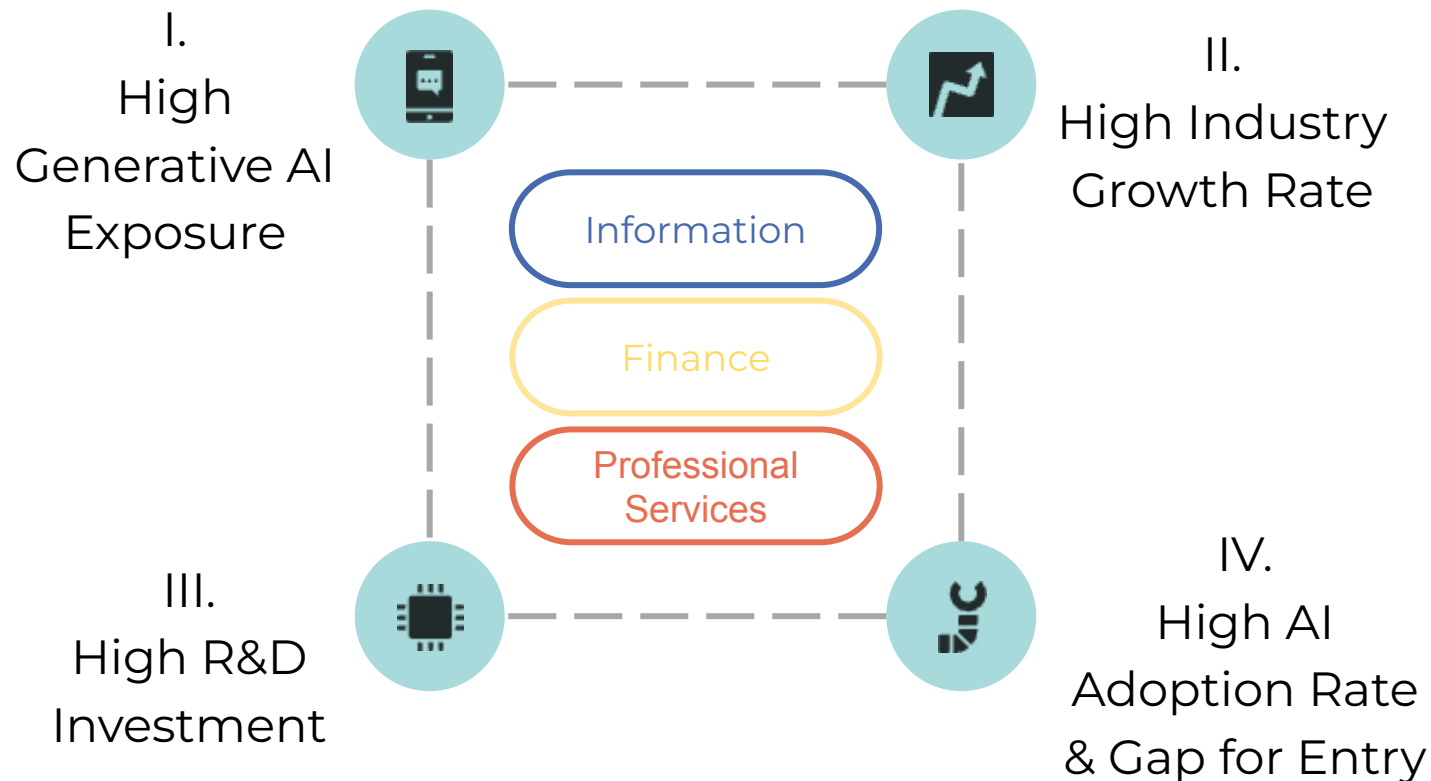 I.
High
Generative AI
Exposure
II.
High Industry
Growth Rate
Information
Finance
Professional
Services
III.
High R&D
Investment
IV.
High AI
Adoption Rate
& Gap for Entry